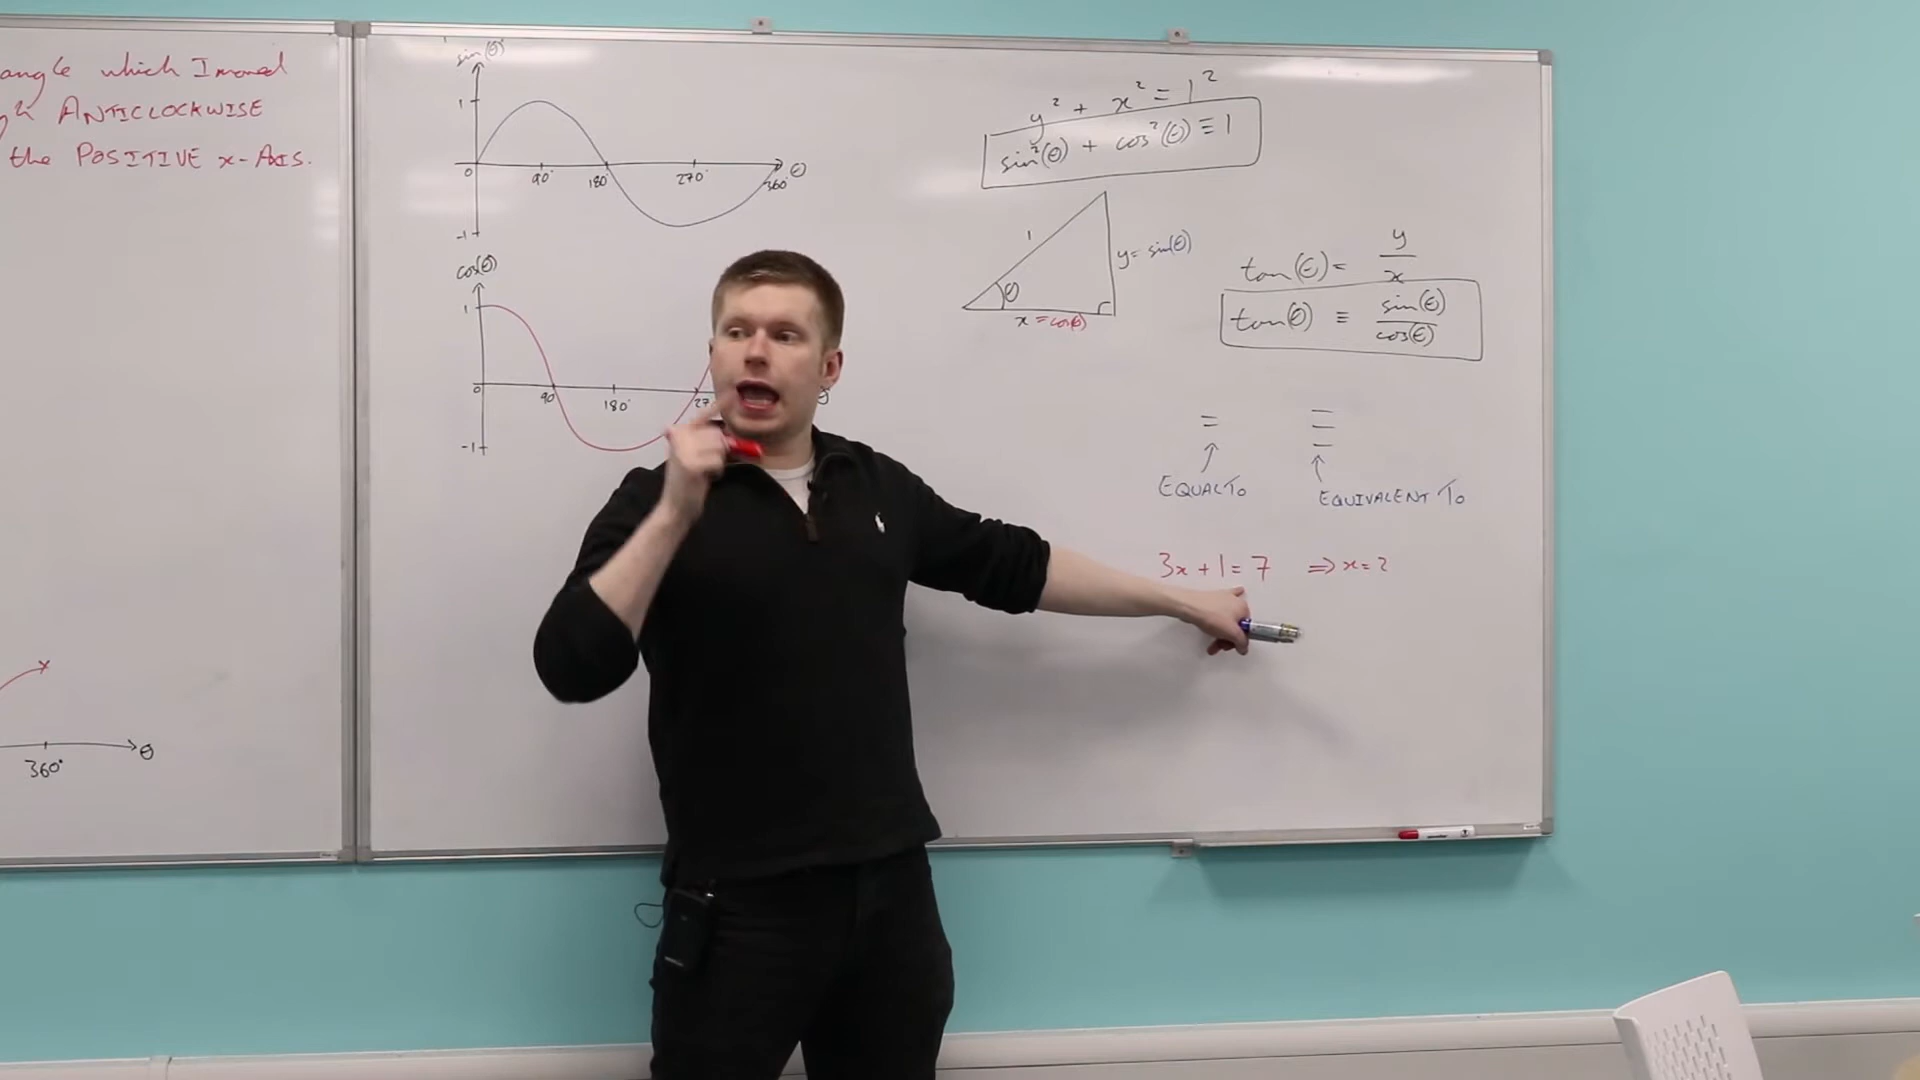 angle which I moved
ANTICLOCKWISE
the POSITIVE x-AXIS.
360° θ
sin(θ)
1
0 90° 180° 270° 360° θ
-1
cos(θ)
1
0 90 180° 27
-1
y² + x² = 1²
sin²(θ) + cos²(θ) ≡ 1
1
y = sin(θ)
θ
x = cos(θ)
tan(θ) = y/x
tan(θ) ≡ sin(θ)/cos(θ)
= ≡
EQUAL TO EQUIVALENT TO
3x + 1 = 7 ⇒ x = 2